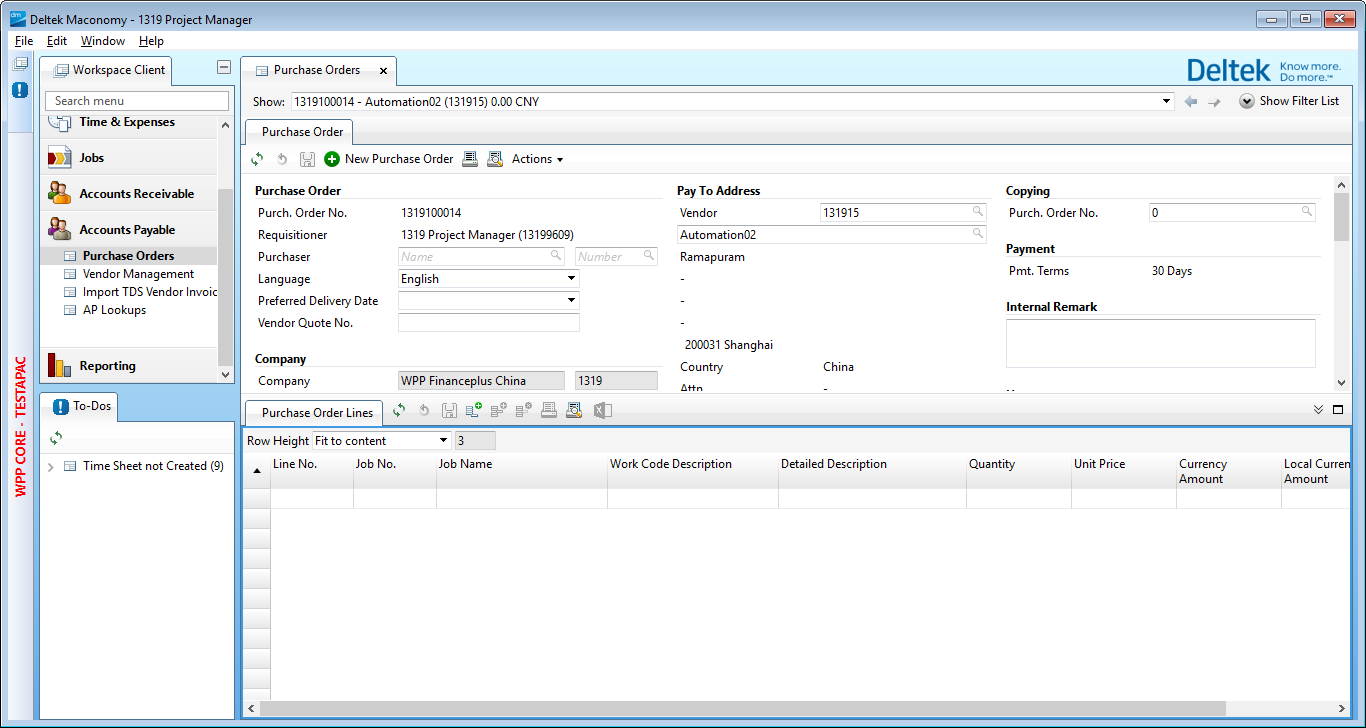 Deltek Maconomy - 1319 Project Manager
File Edit Window Help
Workspace Client
Search menu
Time & Expenses
Jobs
Accounts Receivable
Accounts Payable
Purchase Orders
Vendor Management
Import TDS Vendor Invoic
AP Lookups
Reporting
WPP CORE - TESTAPAC
To-Dos
Time Sheet not Created (9)
Purchase Orders
Deltek Know more.
Do more.™
Show: 1319100014 - Automation02 (131915) 0.00 CNY
Show Filter List
Purchase Order
New Purchase Order Actions
Purchase Order
Purch. Order No. 1319100014
Requisitioner 1319 Project Manager (13199609)
Purchaser Name Number
Language English
Preferred Delivery Date
Vendor Quote No.
Company
Company WPP Financeplus China 1319
Pay To Address
Vendor 131915
Automation02
Ramapuram
-
-
-
200031 Shanghai
Country China
Attn -
Copying
Purch. Order No. 0
Payment
Pmt. Terms 30 Days
Internal Remark
Purchase Order Lines
Row Height Fit to content 3
Line No. Job No. Job Name Work Code Description Detailed Description Quantity Unit Price Currency Amount Local Curren Amount